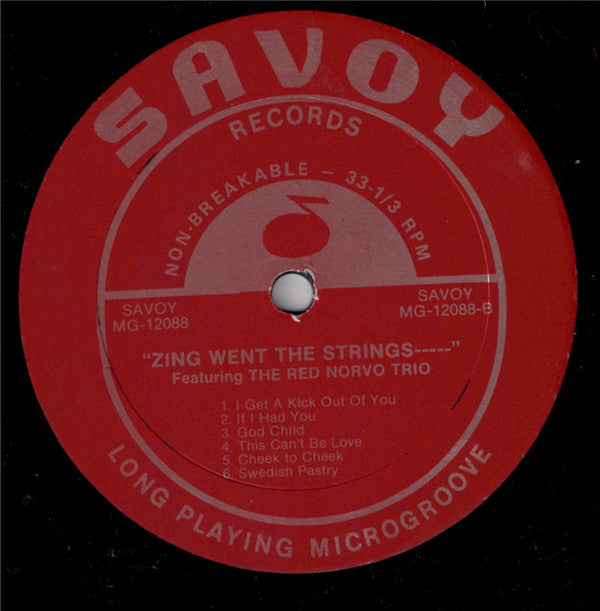 SAVOY
RECORDS
NON-BREAKABLE — 33-1/3 RPM
SAVOY
MG-12088
SAVOY
MG-12088-B
"ZING WENT THE STRINGS-----"
Featuring THE RED NORVO TRIO
1. I Get A Kick Out Of You
2. If I Had You
3. God Child
4. This Can't Be Love
5. Cheek to Cheek
6. Swedish Pastry
LONG PLAYING MICROGROOVE